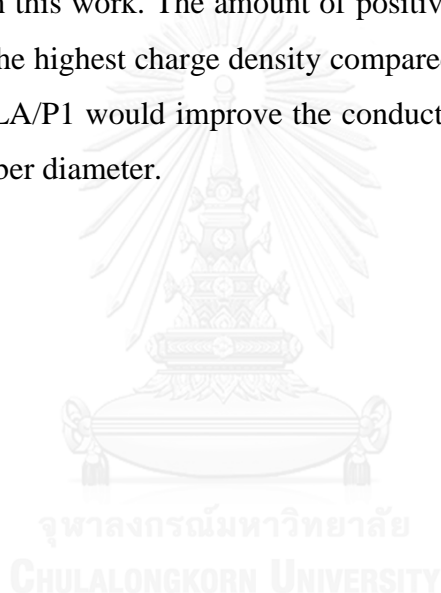 this work. The amount of positiv
he highest charge density compared
LA/P1 would improve the conduct
ber diameter.
จุฬาลงกรณ์มหาวิทยาลัย
CHULALONGKORN UNIVERSITY